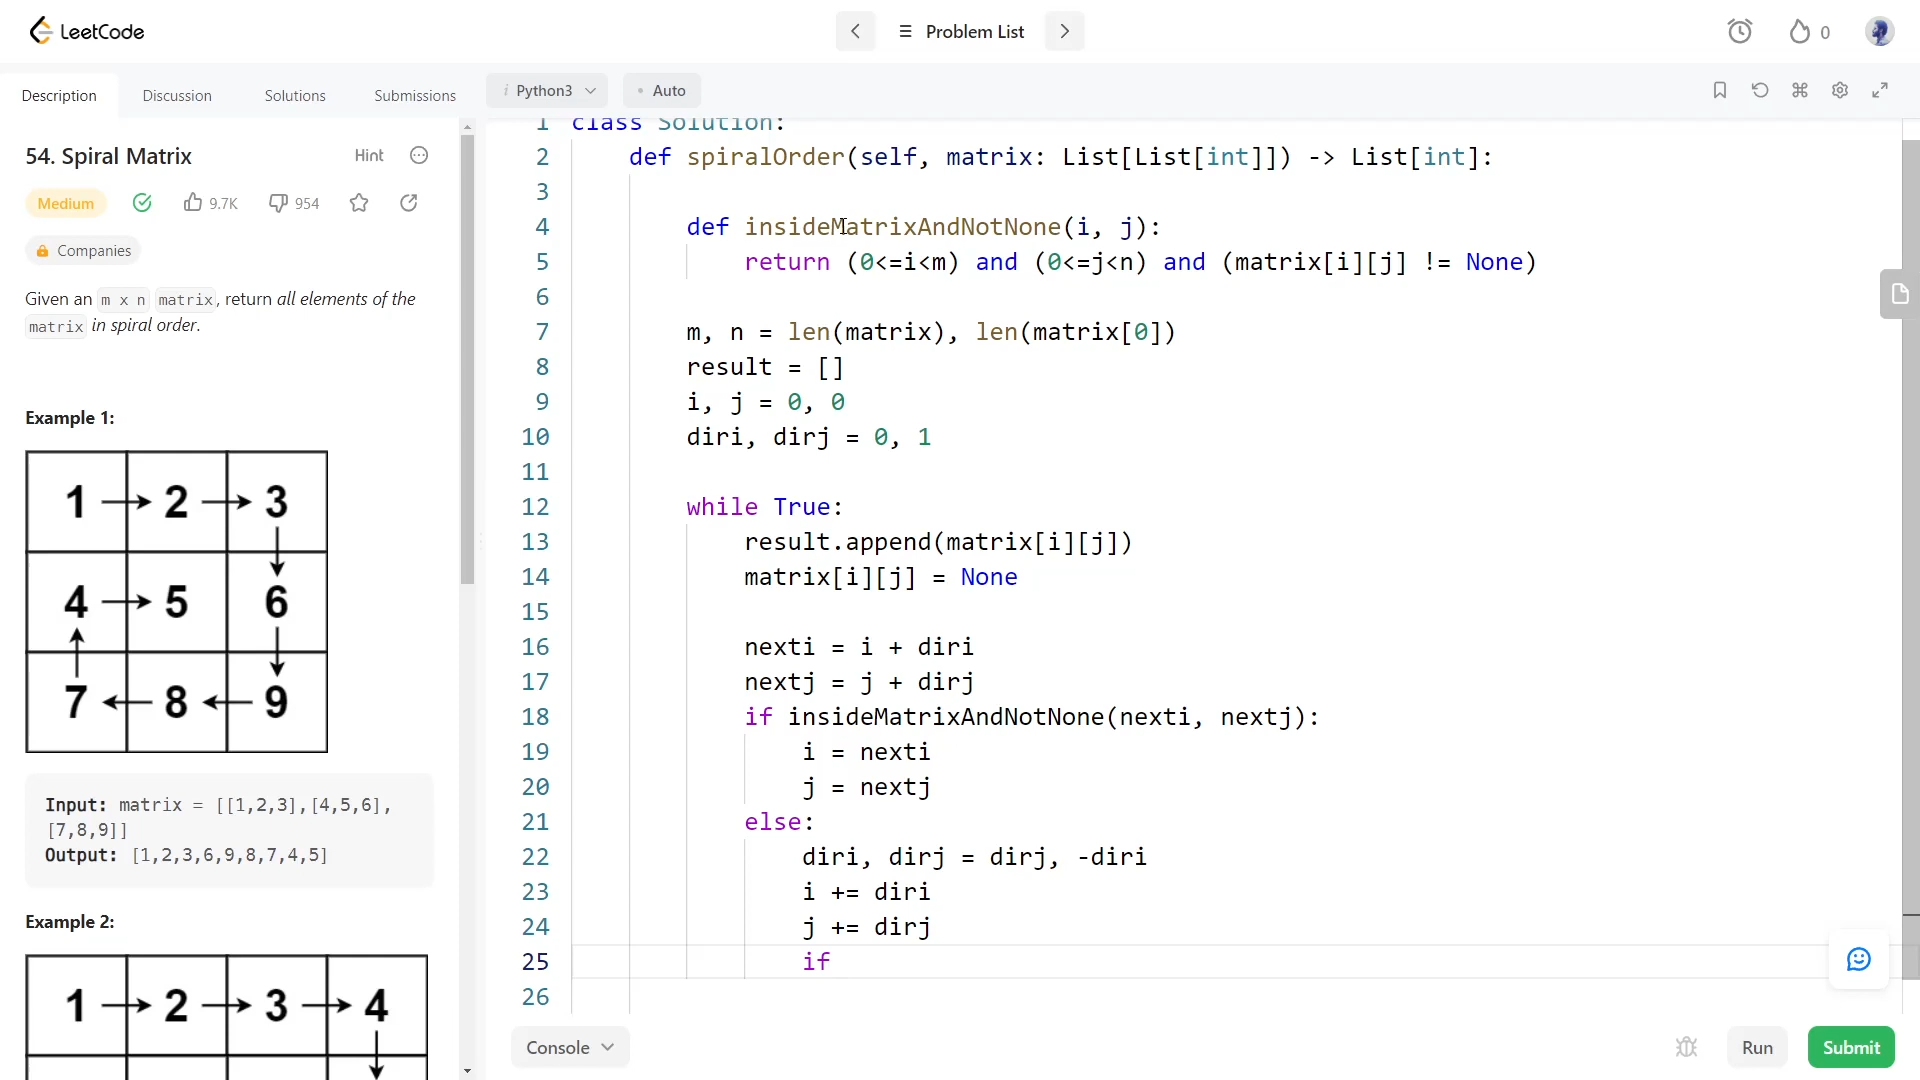 LeetCode
Problem List
0
Description
Discussion
Solutions
Submissions
Python3
Auto
54. Spiral Matrix
Hint
Medium
9.7K
954
Companies
Given an m x n matrix, return all elements of the
matrix in spiral order.
Example 1:
1 2 3
4 5 6
7 8 9
Input: matrix = [[1,2,3],[4,5,6],
[7,8,9]]
Output: [1,2,3,6,9,8,7,4,5]
Example 2:
1 2 3 4
1 class Solution:
2 def spiralOrder(self, matrix: List[List[int]]) -> List[int]:
3
4 def insideMatrixAndNotNone(i, j):
5 return (0<=i<m) and (0<=j<n) and (matrix[i][j] != None)
6
7 m, n = len(matrix), len(matrix[0])
8 result = []
9 i, j = 0, 0
10 diri, dirj = 0, 1
11
12 while True:
13 result.append(matrix[i][j])
14 matrix[i][j] = None
15
16 nexti = i + diri
17 nextj = j + dirj
18 if insideMatrixAndNotNone(nexti, nextj):
19 i = nexti
20 j = nextj
21 else:
22 diri, dirj = dirj, -diri
23 i += diri
24 j += dirj
25 if
26
Console
Run
Submit